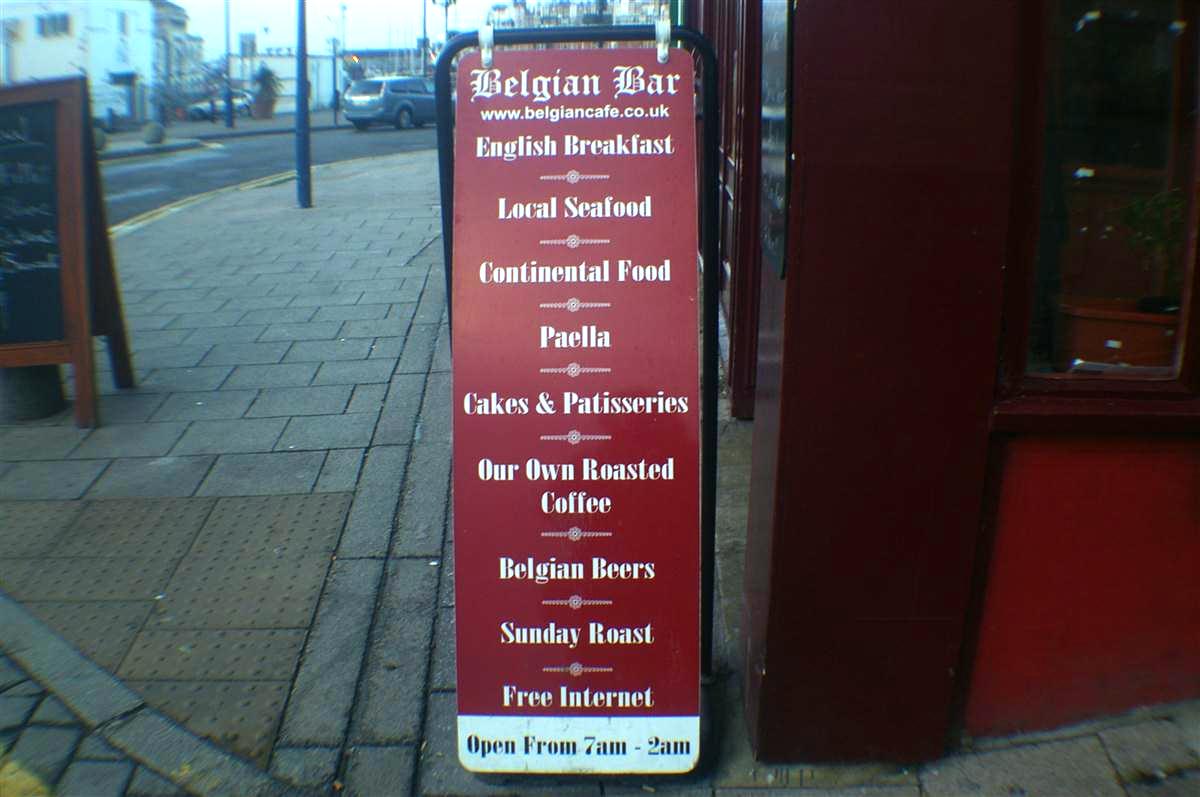 Belgian Bar
www.belgiancafe.co.uk
English Breakfast
Local Seafood
Continental Food
Paella
Cakes & Patisseries
Our Own Roasted
Coffee
Belgian Beers
Sunday Roast
Free Internet
Open From 7am - 2am